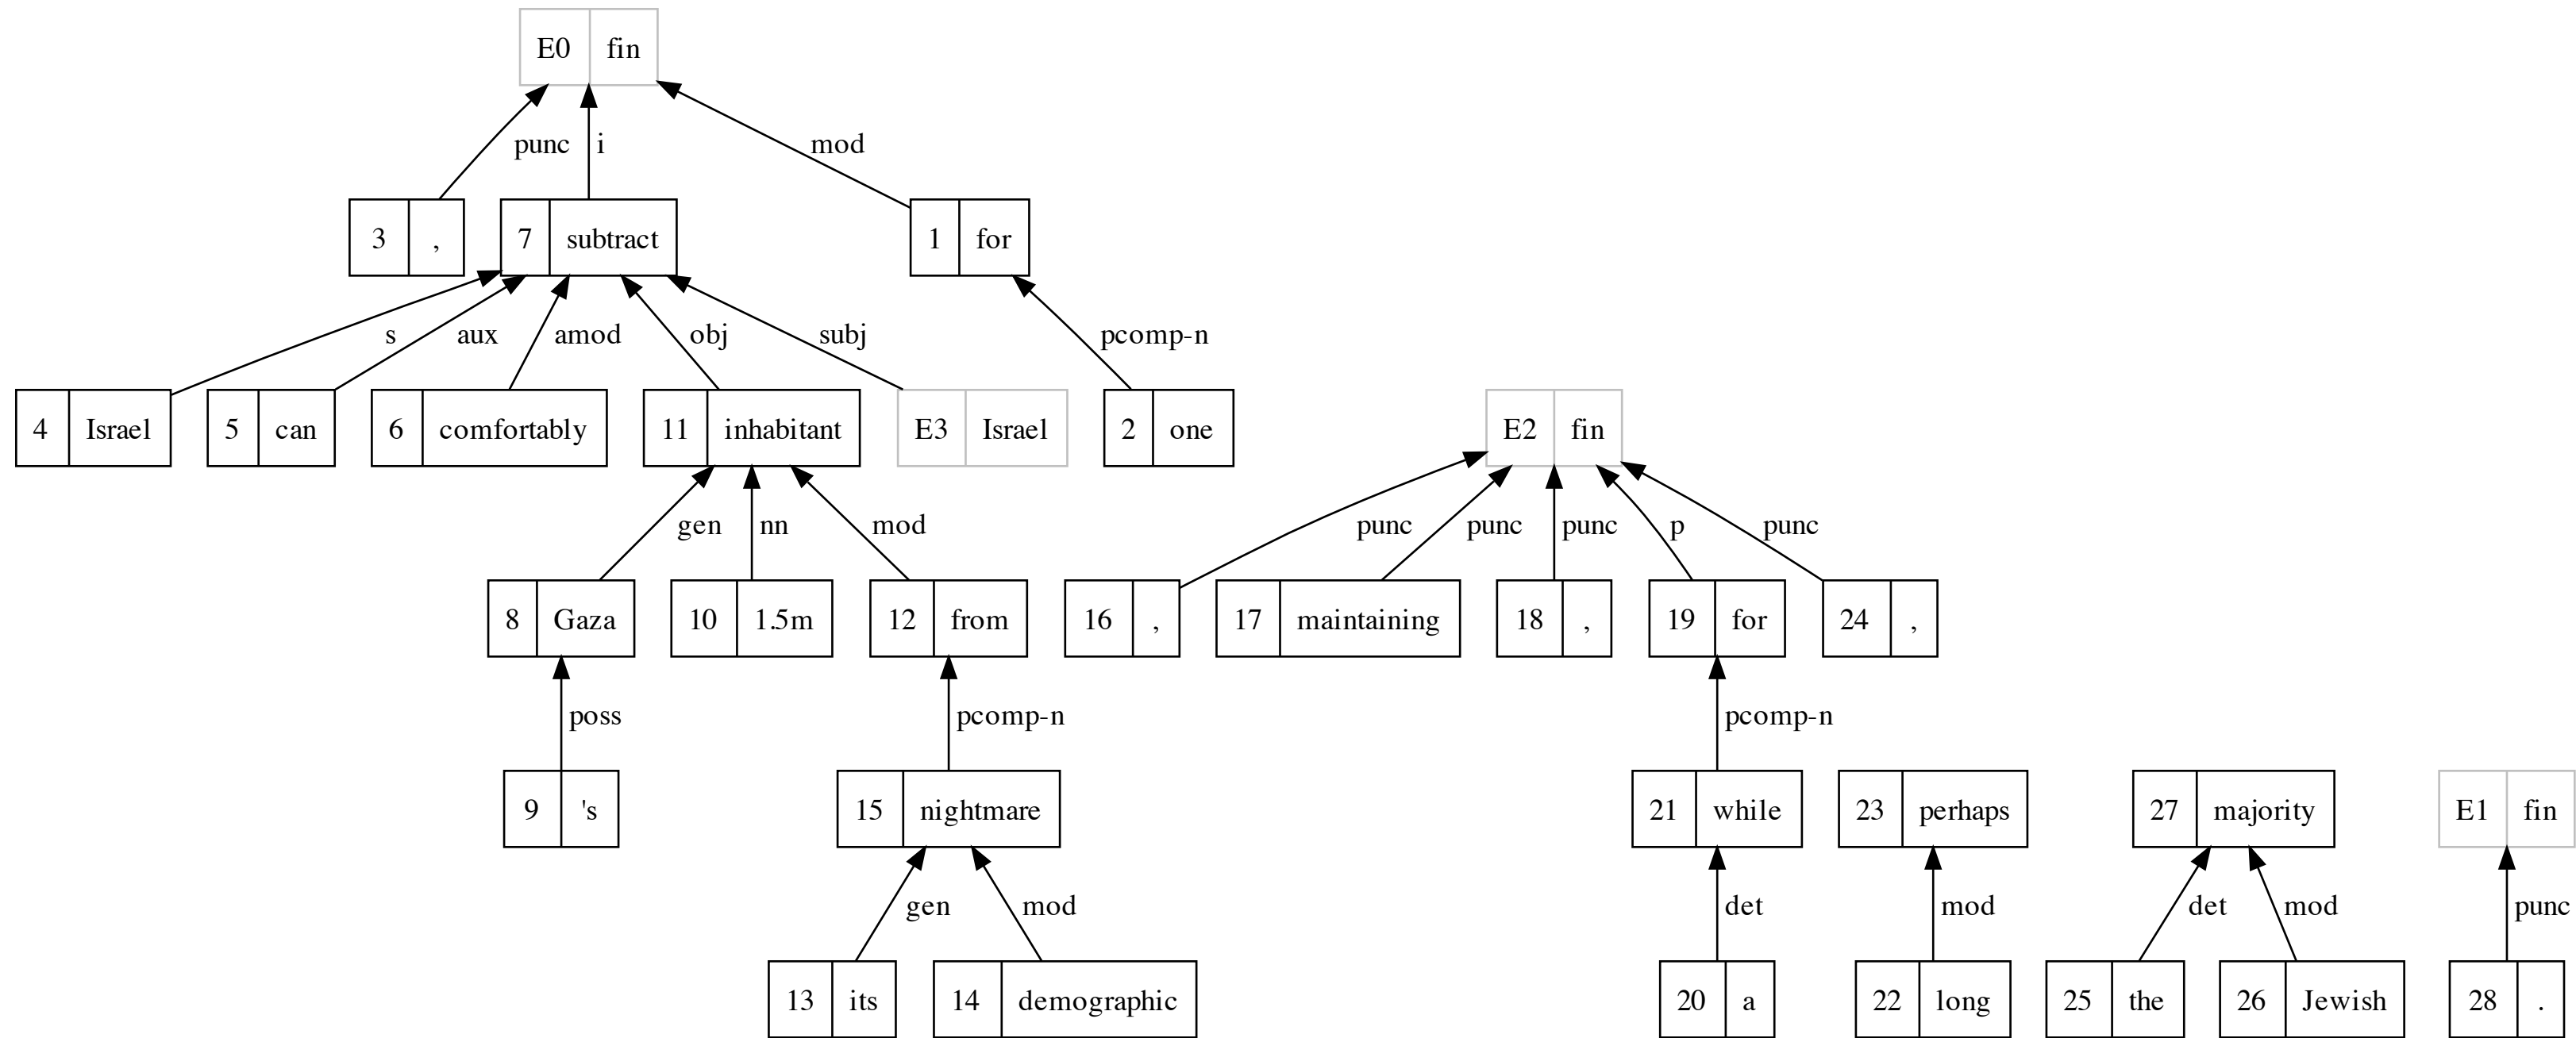 E0 fin
punc i mod
3 , 7 subtract 1 for
s aux amod obj subj pcomp-n
4 Israel 5 can 6 comfortably 11 inhabitant E3 Israel 2 one E2 fin
gen nn mod punc punc punc p punc
8 Gaza 10 1.5m 12 from 16 , 17 maintaining 18 , 19 for 24 ,
poss pcomp-n pcomp-n
9 's 15 nightmare 21 while 23 perhaps 27 majority E1 fin
gen mod det mod det mod punc
13 its 14 demographic 20 a 22 long 25 the 26 Jewish 28 .